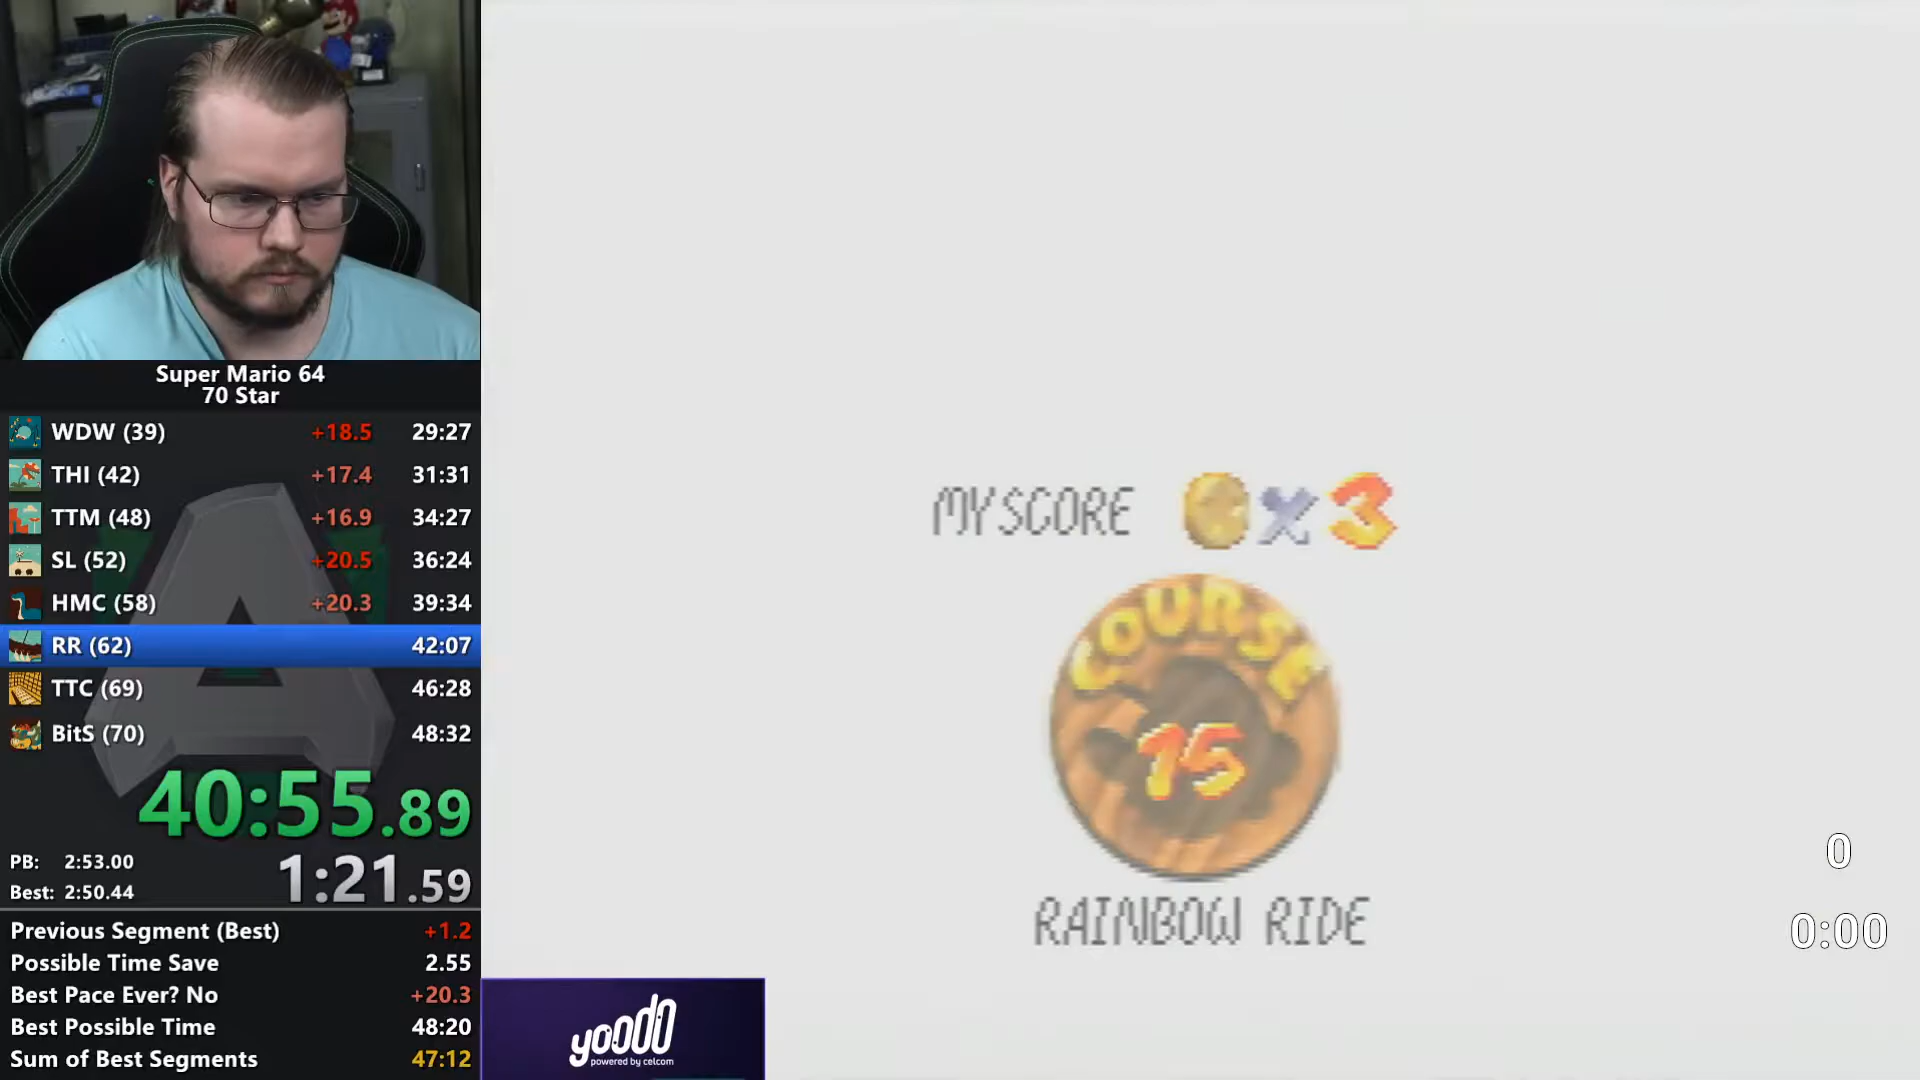 Super Mario 64
70 Star
WDW (39) +18.5 29:27
THI (42) +17.4 31:31
TTM (48) +16.9 34:27
SL (52) +20.5 36:24
HMC (58) +20.3 39:34
RR (62) 42:07
TTC (69) 46:28
BitS (70) 48:32
40:55.89
PB: 2:53.00
Best: 2:50.44
1:21.59
Previous Segment (Best) +1.2
Possible Time Save 2.55
Best Pace Ever? No +20.3
Best Possible Time 48:20
Sum of Best Segments 47:12
MY SCORE x 3
COURSE
15
RAINBOW RIDE
0
0:00
yoodo
powered by celcom